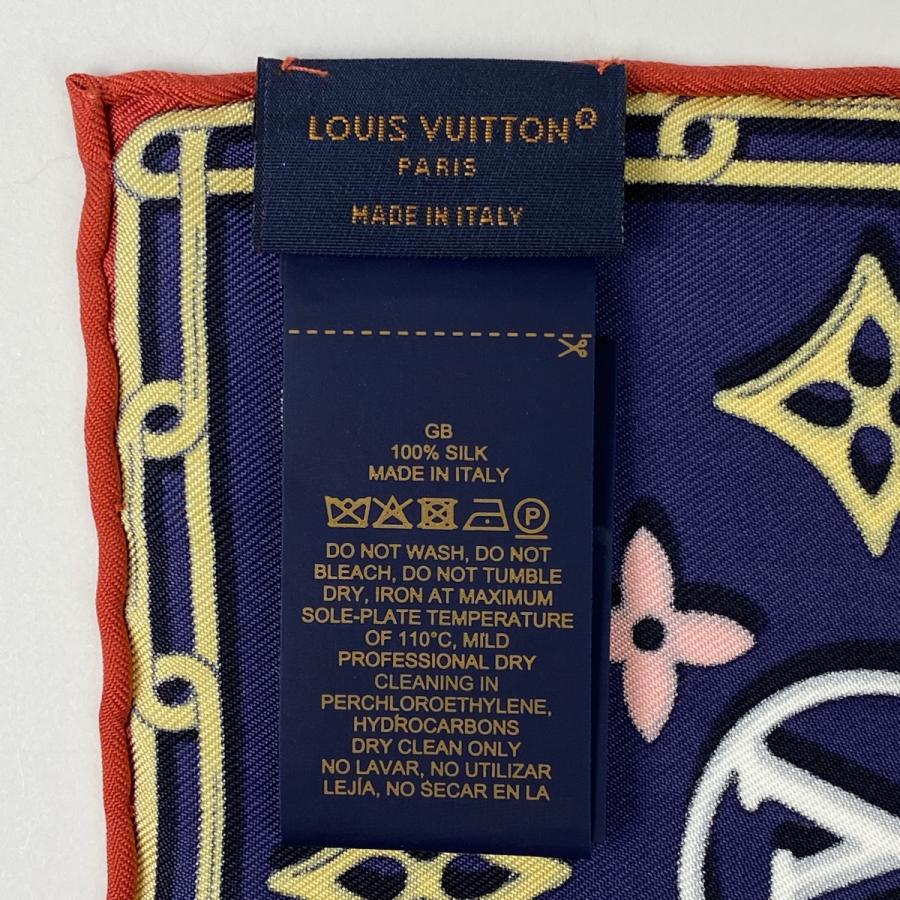 LOUIS VUITTON®
PARIS
MADE IN ITALY
GB
100% SILK
MADE IN ITALY
P
DO NOT WASH, DO NOT
BLEACH, DO NOT TUMBLE
DRY, IRON AT MAXIMUM
SOLE-PLATE TEMPERATURE
OF 110°C, MILD
PROFESSIONAL DRY
CLEANING IN
PERCHLOROETHYLENE,
HYDROCARBONS
DRY CLEAN ONLY
NO LAVAR, NO UTILIZAR
LEJÍA, NO SECAR EN LA